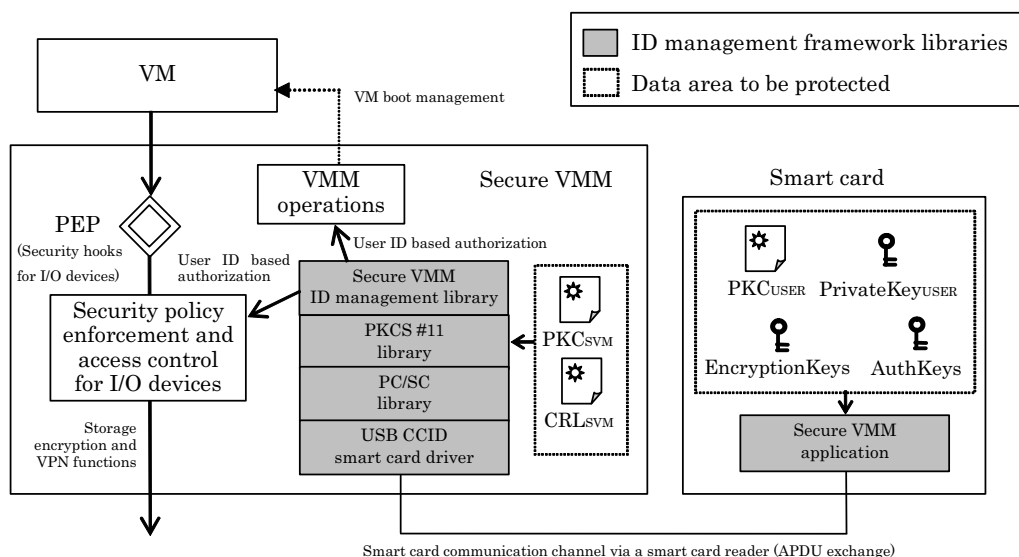 VM
VM boot management
ID management framework libraries
Data area to be protected
Secure VMM
VMM
operations
PEP
(Security hooks
for I/O devices)
User ID based
authorization
User ID based authorization
Security policy
enforcement and
access control
for I/O devices
Secure VMM
ID management library
PKCS #11
library
PC/SC
library
USB CCID
smart card driver
PKCSVM
CRLSVM
Storage
encryption and
VPN functions
Smart card
PKCUSER
PrivateKeyUSER
EncryptionKeys
AuthKeys
Secure VMM
application
Smart card communication channel via a smart card reader (APDU exchange)